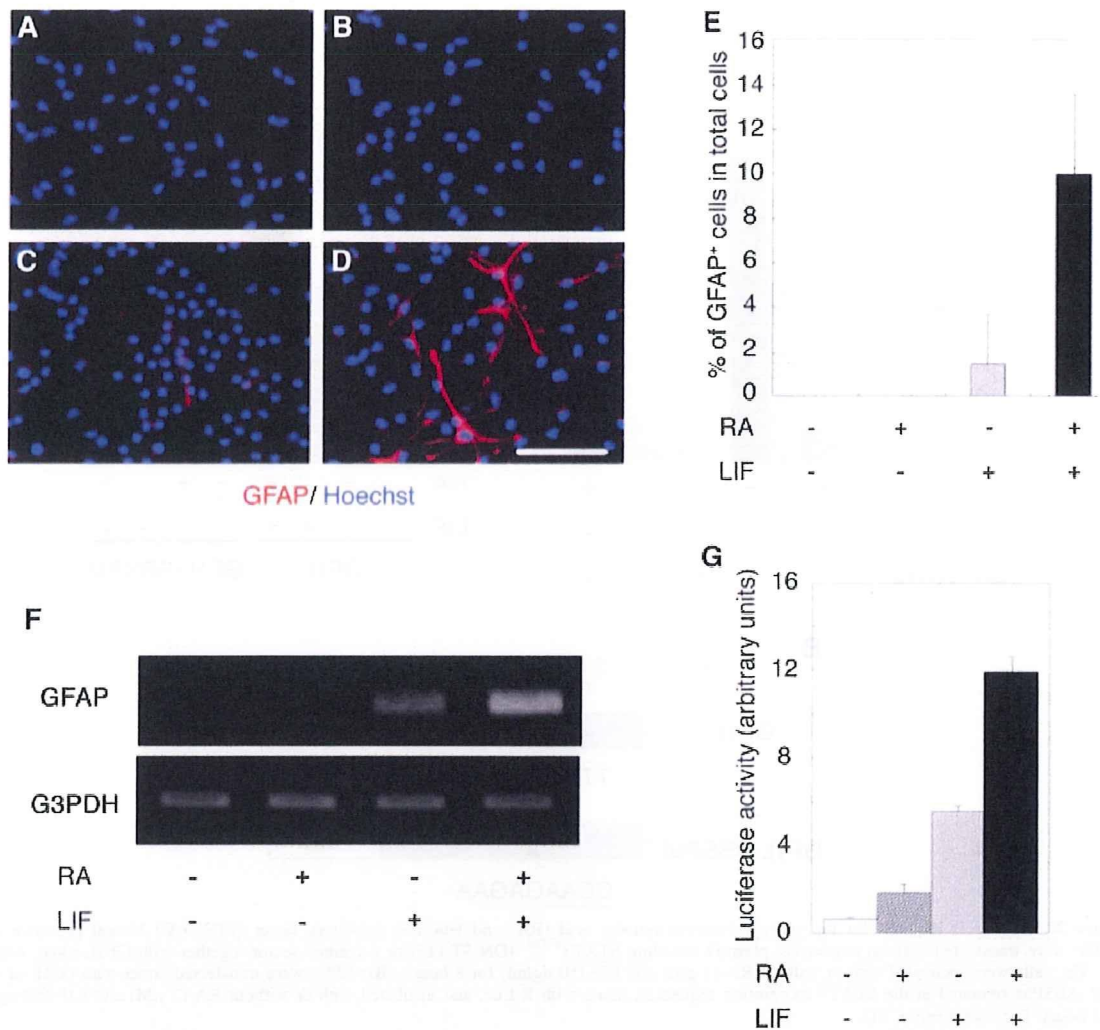 A
B
C
D
GFAP/ Hoechst
E
% of GFAP⁺ cells in total cells
16
14
12
10
8
6
4
2
0
RA - + - +
LIF - - + +
F
GFAP
G3PDH
RA - + - +
LIF - - + +
G
Luciferase activity (arbitrary units)
16
12
8
4
0
RA - + - +
LIF - - + +